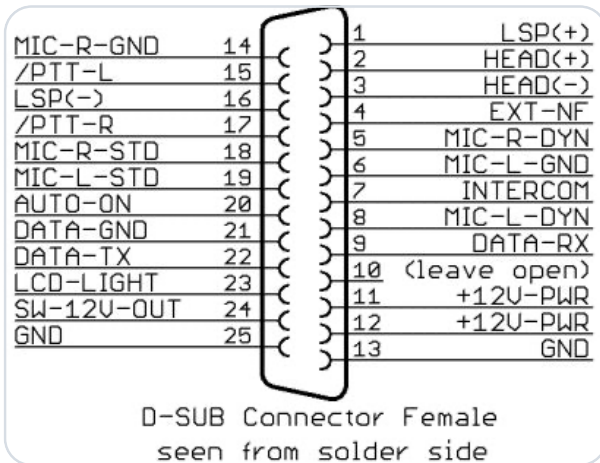 MIC-R-GND 14
/PTT-L 15
LSP(-) 16
/PTT-R 17
MIC-R-STD 18
MIC-L-STD 19
AUTO-ON 20
DATA-GND 21
DATA-TX 22
LCD-LIGHT 23
SW-12V-OUT 24
GND 25
1 LSP(+)
2 HEAD(+)
3 HEAD(-)
4 EXT-NF
5 MIC-R-DYN
6 MIC-L-GND
7 INTERCOM
8 MIC-L-DYN
9 DATA-RX
10 (leave open)
11 +12V-PWR
12 +12V-PWR
13 GND
D-SUB Connector Female
seen from solder side